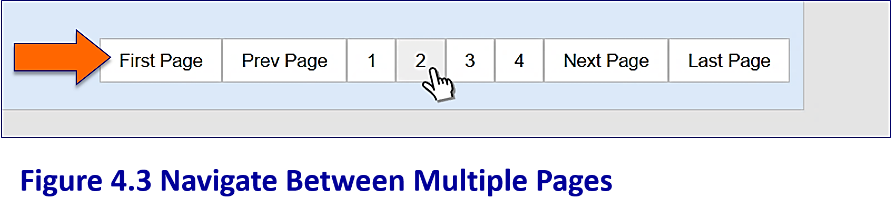 First Page Prev Page 1 2 3 4 Next Page Last Page
Figure 4.3 Navigate Between Multiple Pages